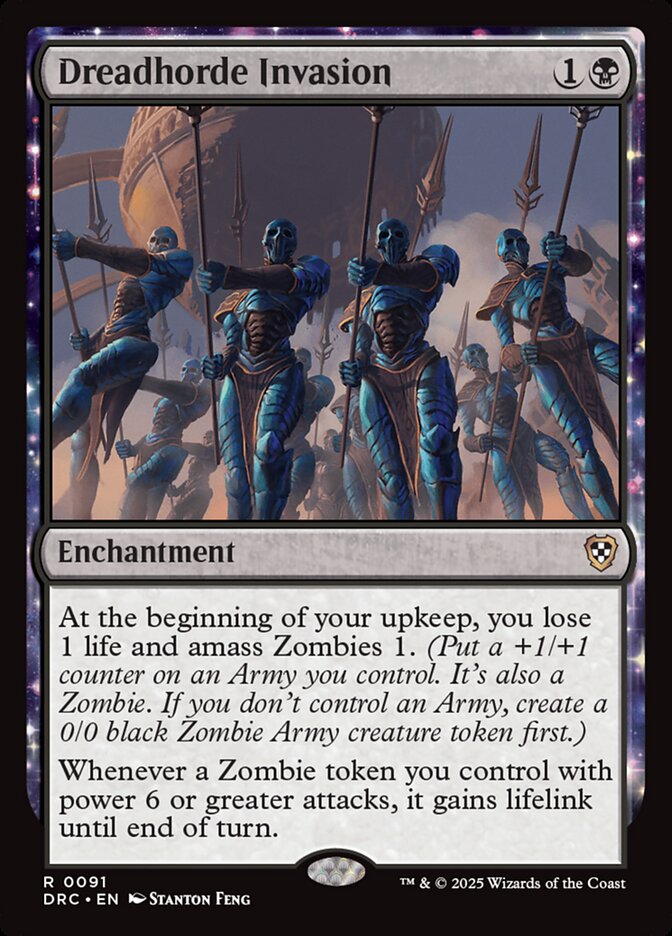 Dreadhorde Invasion 1
Enchantment
At the beginning of your upkeep, you lose
1 life and amass Zombies 1. (Put a +1/+1
counter on an Army you control. It's also a
Zombie. If you don't control an Army, create a
0/0 black Zombie Army creature token first.)
Whenever a Zombie token you control with
power 6 or greater attacks, it gains lifelink
until end of turn.
R 0091
DRC • EN Stanton Feng
™ & © 2025 Wizards of the Coast